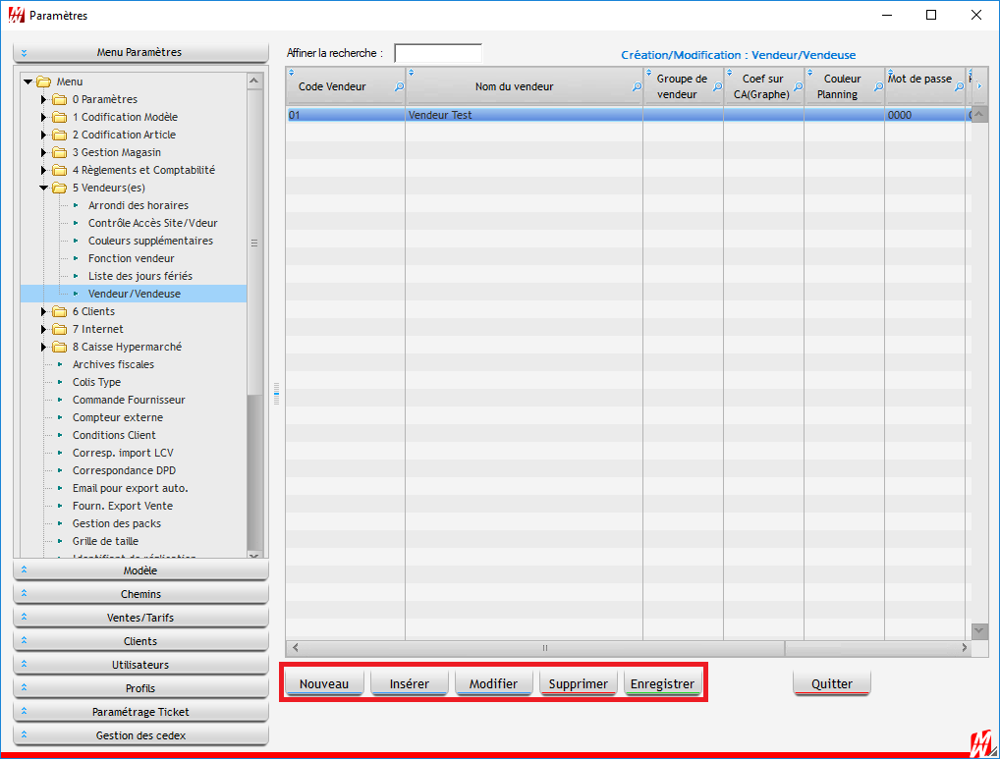 Paramètres
Menu Paramètres
Menu
0 Paramètres
1 Codification Modèle
2 Codification Article
3 Gestion Magasin
4 Règlements et Comptabilité
5 Vendeurs(es)
Arrondi des horaires
Contrôle Accès Site/Vdeur
Couleurs supplémentaires
Fonction vendeur
Liste des jours fériés
Vendeur/Vendeuse
6 Clients
7 Internet
8 Caisse Hypermarché
Archives fiscales
Colis Type
Commande Fournisseur
Compteur externe
Conditions Client
Corresp. import LCV
Correspondance DPD
Email pour export auto.
Fourn. Export Vente
Gestion des packs
Grille de taille
Identifiant de réplication
Modèle
Chemins
Ventes/Tarifs
Clients
Utilisateurs
Profils
Paramétrage Ticket
Gestion des cedex
Affiner la recherche :
Création/Modification : Vendeur/Vendeuse
Code Vendeur
Nom du vendeur
Groupe de
vendeur
Coef sur
CA(Graphe)
Couleur
Planning
Mot de passe
01 Vendeur Test 0000
Nouveau
Insérer
Modifier
Supprimer
Enregistrer
Quitter